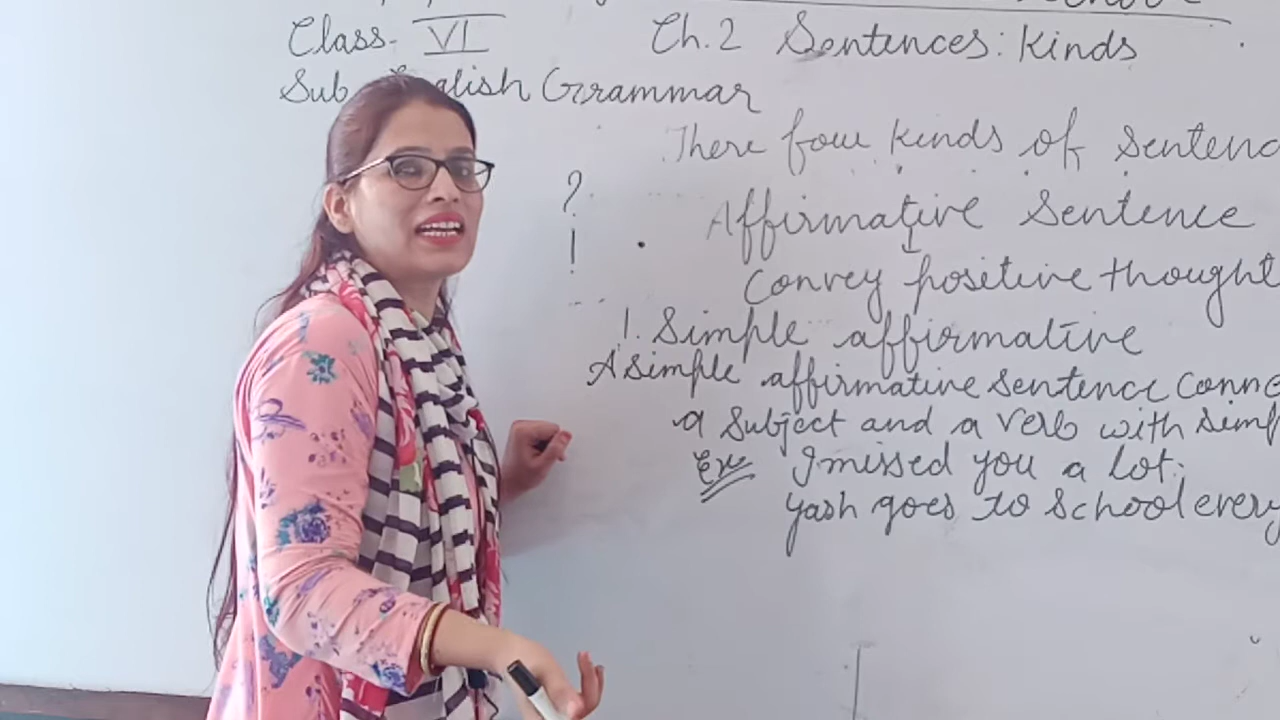 Class- VI
Ch. 2 Sentences: Kinds
Sub English Grammar
There four kinds of Sentenc
?
!
Affirmative Sentence
Convey positive thought
1. Simple affirmative
A Simple affirmative Sentence conne
a Subject and a verb with simp
Ex I missed you a lot.
Yash goes to School every